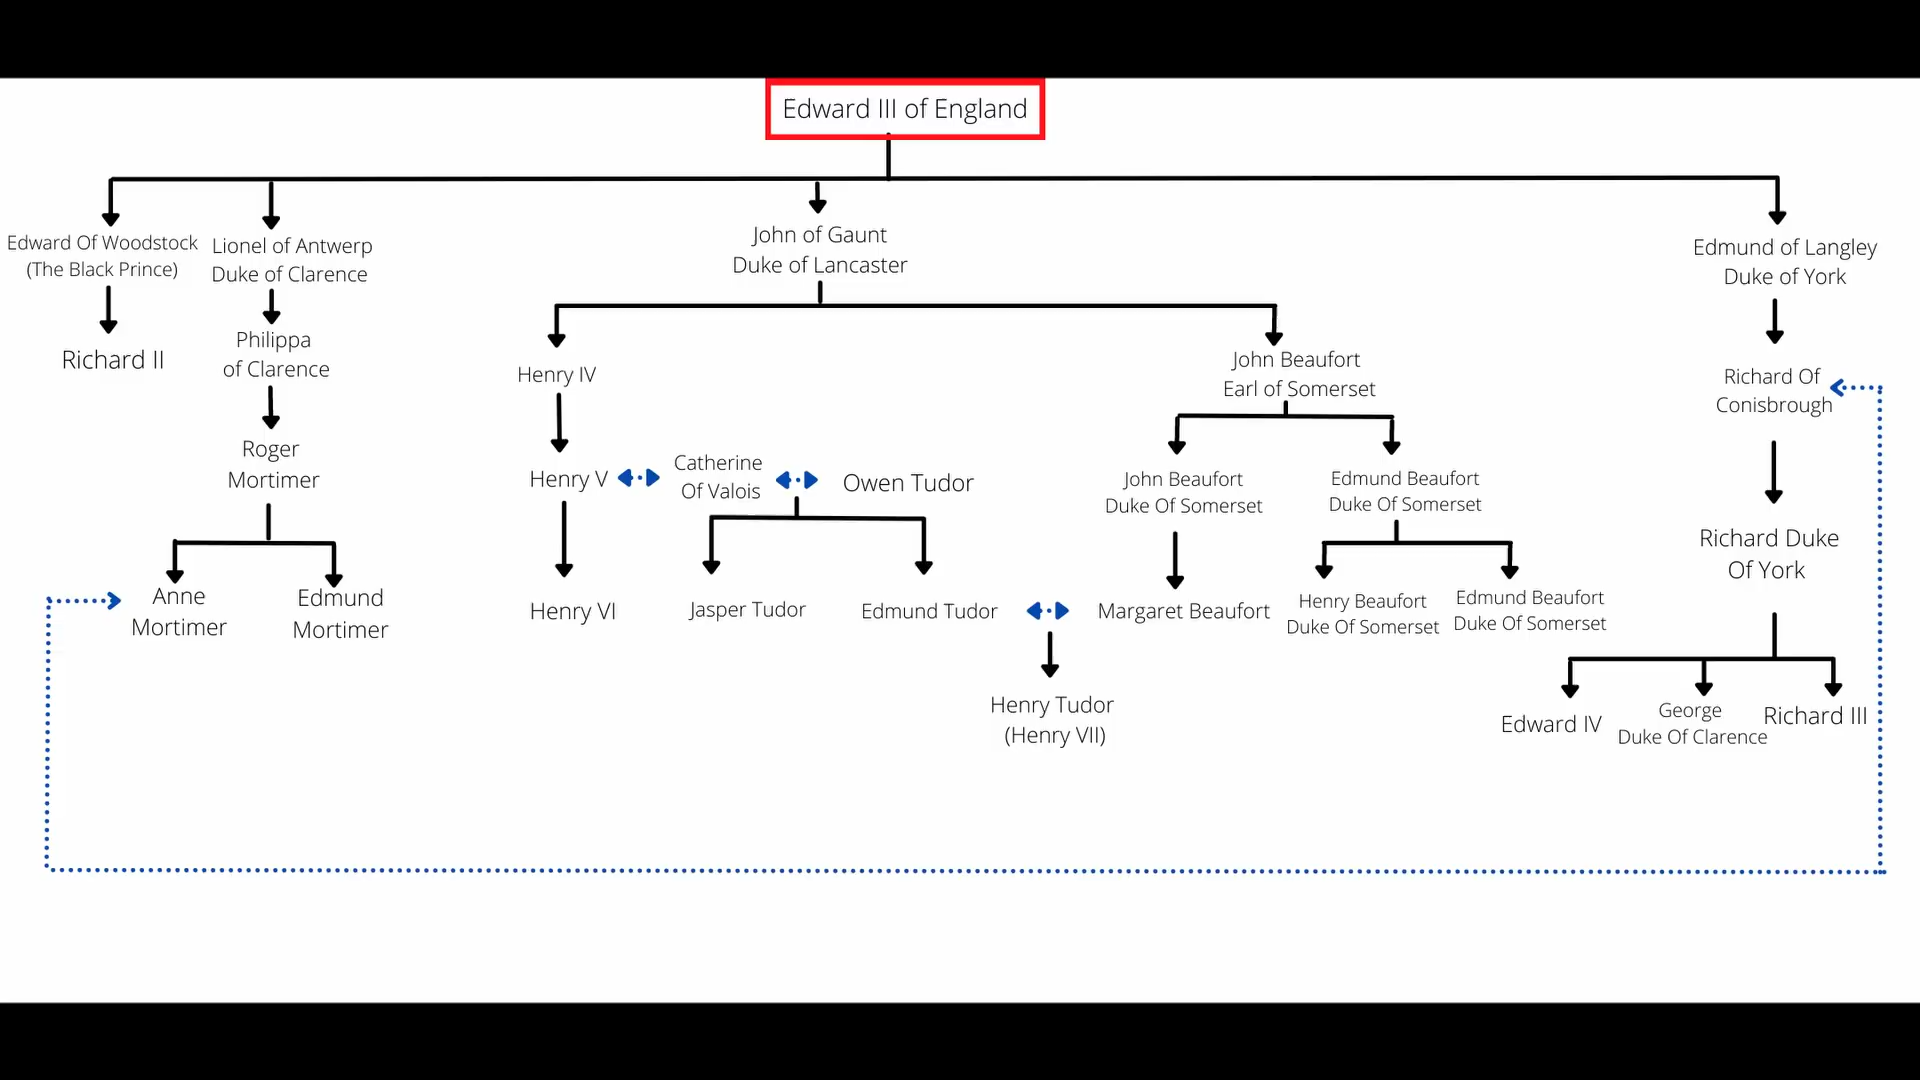 Edward III of England
Edward Of Woodstock
(The Black Prince)
Lionel of Antwerp
Duke of Clarence
John of Gaunt
Duke of Lancaster
Edmund of Langley
Duke of York
Richard II
Philippa
of Clarence
Henry IV
John Beaufort
Earl of Somerset
Richard Of
Conisbrough
Roger
Mortimer
Henry V
Catherine
Of Valois
Owen Tudor
John Beaufort
Duke Of Somerset
Edmund Beaufort
Duke Of Somerset
Richard Duke
Of York
Anne
Mortimer
Edmund
Mortimer
Henry VI
Jasper Tudor
Edmund Tudor
Margaret Beaufort
Henry Beaufort
Duke Of Somerset
Edmund Beaufort
Duke Of Somerset
Henry Tudor
(Henry VII)
Edward IV
George
Duke Of Clarence
Richard III